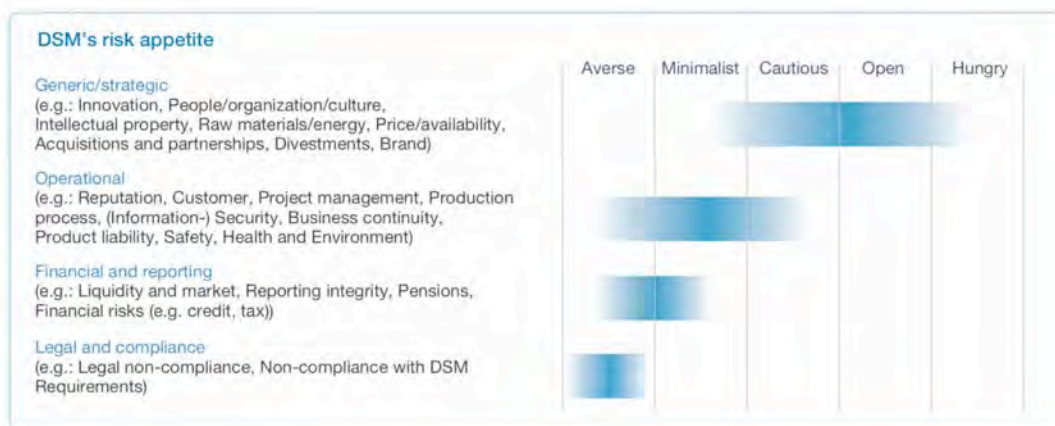 DSM's risk appetite
Averse Minimalist Cautious Open Hungry
Generic/strategic
(e.g.: Innovation, People/organization/culture,
Intellectual property, Raw materials/energy, Price/availability,
Acquisitions and partnerships, Divestments, Brand)
Operational
(e.g.: Reputation, Customer, Project management, Production
process, (Information-) Security, Business continuity,
Product liability, Safety, Health and Environment)
Financial and reporting
(e.g.: Liquidity and market, Reporting integrity, Pensions,
Financial risks (e.g. credit, tax))
Legal and compliance
(e.g.: Legal non-compliance, Non-compliance with DSM
Requirements)